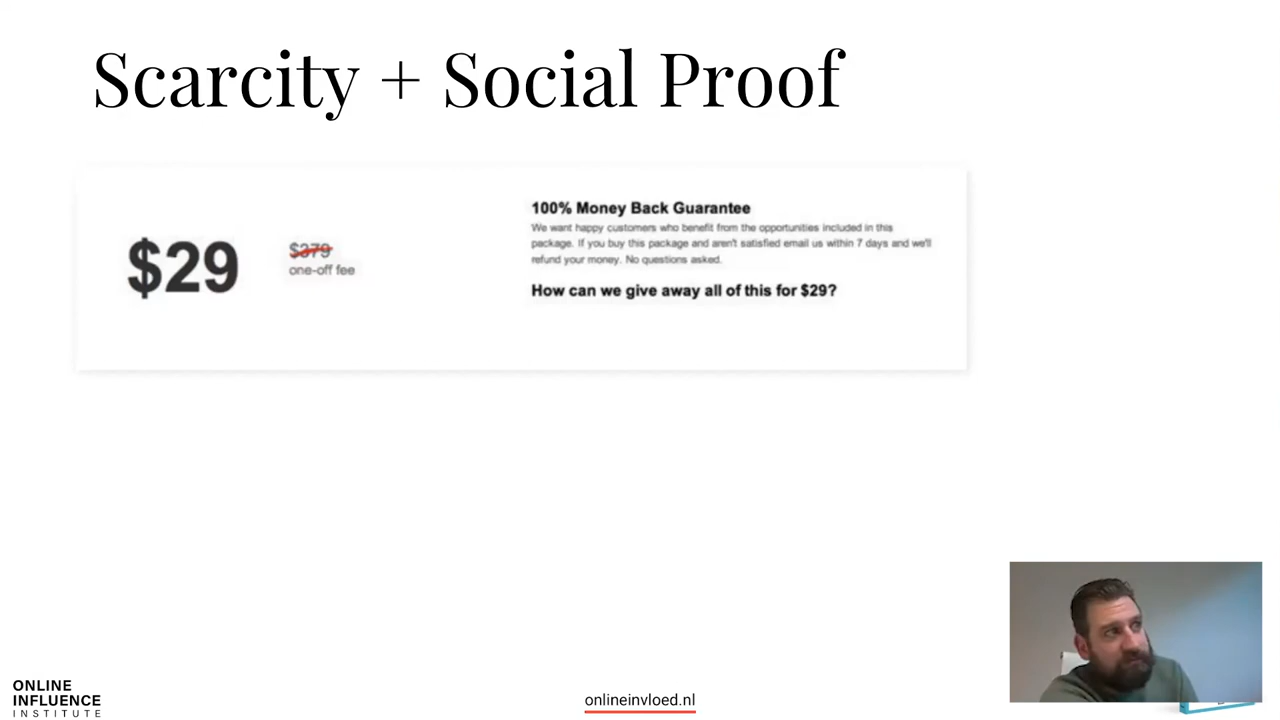 Scarcity + Social Proof
$29
$379
one-off fee
100% Money Back Guarantee
We want happy customers who benefit from the opportunities included in this
package. If you buy this package and aren't satisfied email us within 7 days and we'll
refund your money. No questions asked.
How can we give away all of this for $29?
ONLINE
INFLUENCE
INSTITUTE
onlineinvloed.nl